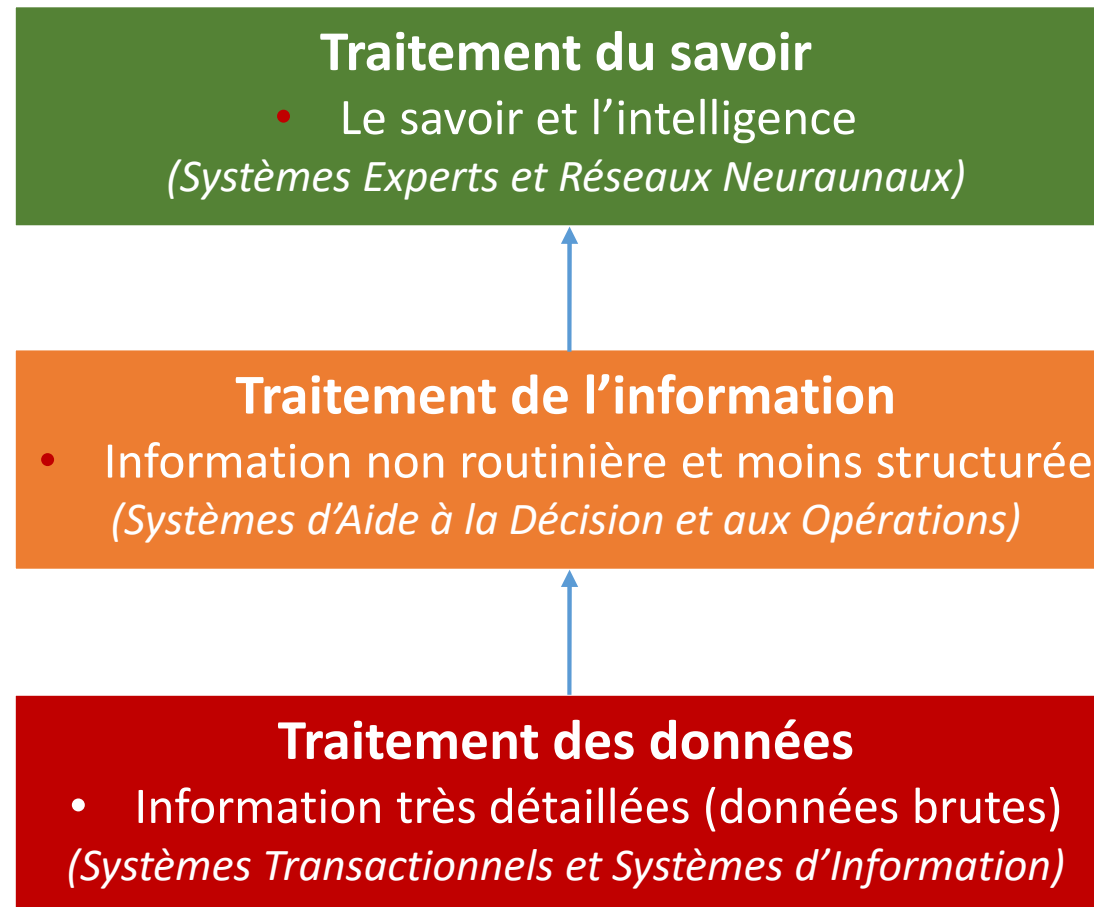 Traitement du savoir
• Le savoir et l’intelligence
(Systèmes Experts et Réseaux Neuraunaux)
Traitement de l’information
• Information non routinière et moins structurée
(Systèmes d’Aide à la Décision et aux Opérations)
Traitement des données
• Information très détaillées (données brutes)
(Systèmes Transactionnels et Systèmes d’Information)